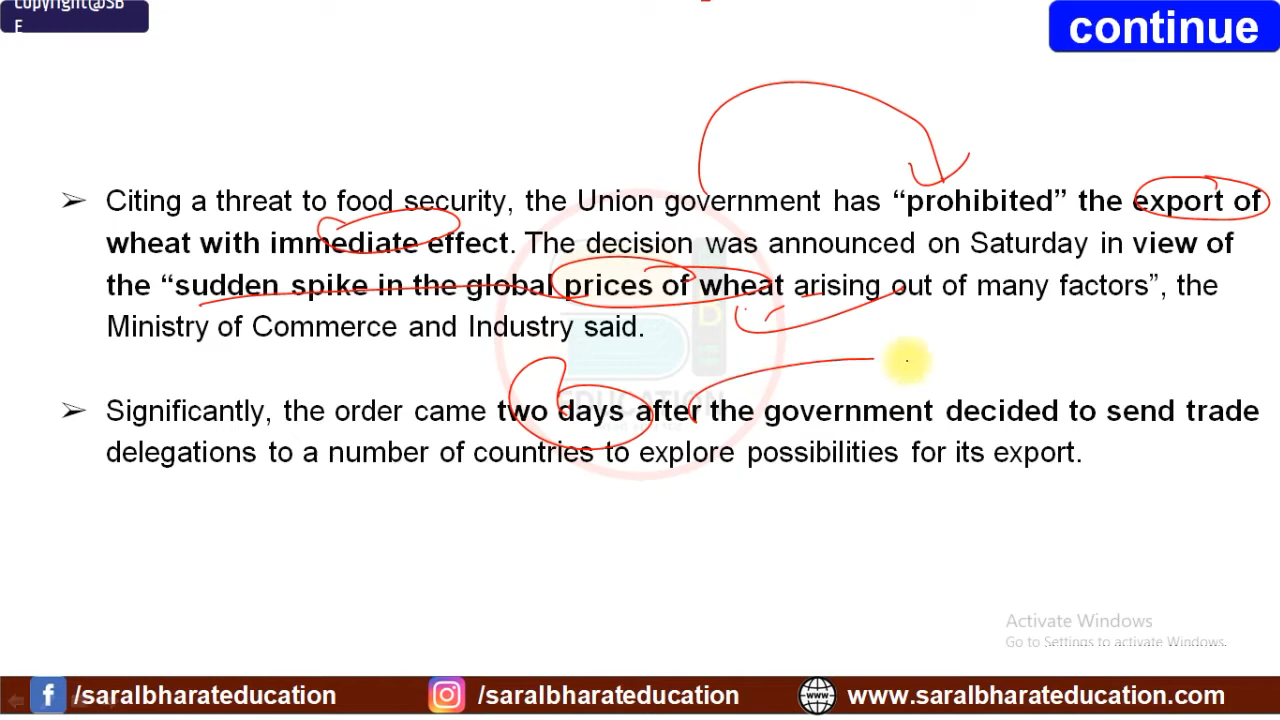 Copyright@SB
E
continue
➢ Citing a threat to food security, the Union government has “prohibited” the export of
wheat with immediate effect. The decision was announced on Saturday in view of
the “sudden spike in the global prices of wheat arising out of many factors”, the
Ministry of Commerce and Industry said.
➢ Significantly, the order came two days after the government decided to send trade
delegations to a number of countries to explore possibilities for its export.
EDUCATION
Activate Windows
Go to Settings to activate Windows.
/saralbharateducation
/saralbharateducation
www.saralbharateducation.com